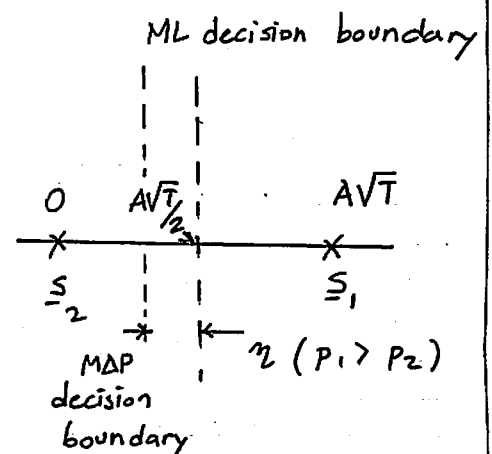 ML decision boundary
0 A√T/2 A√T
s₂ s₁
η (p₁ > p₂)
MAP
decision
boundary